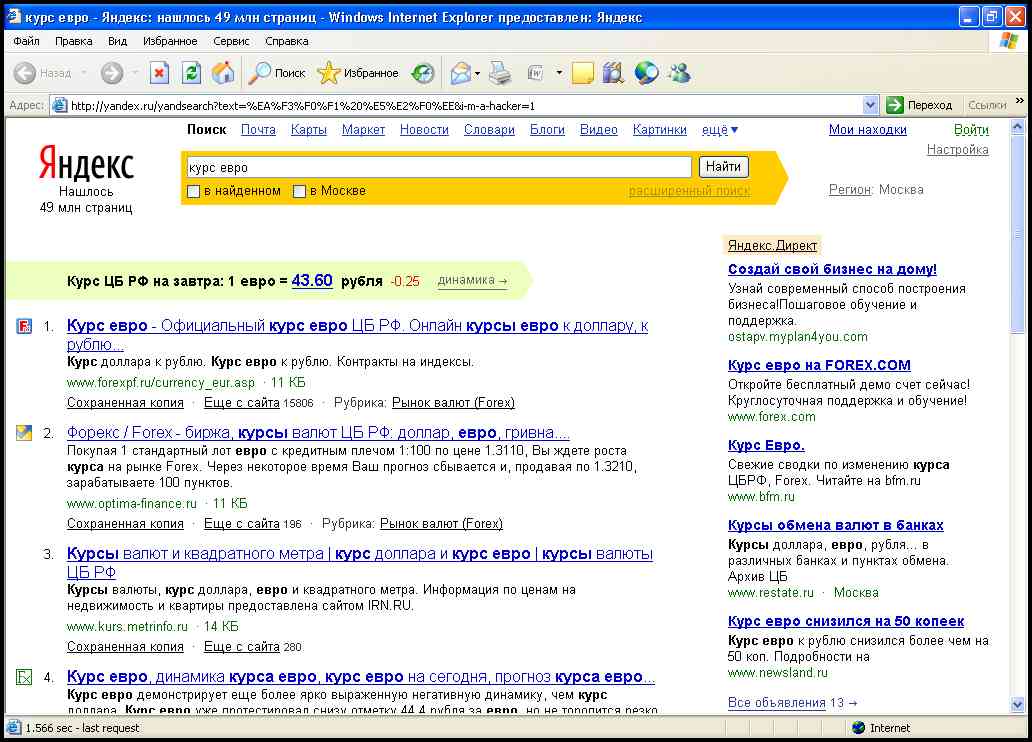 курс евро - Яндекс: нашлось 49 млн страниц - Windows Internet Explorer предоставлен: Яндекс
Файл Правка Вид Избранное Сервис Справка
Назад Поиск Избранное
Адрес: http://yandex.ru/yandsearch?text=%EA%F3%F0%F1%20%E5%E2%F0%EE&i-m-a-hacker=1 Переход Ссылки »
Поиск Почта Карты Маркет Новости Словари Блоги Видео Картинки ещё ▼ Мои находки Войти
Настройка
Яндекс
Нашлось
49 млн страниц
курс евро Найти
в найденном в Москве расширенный поиск
Регион: Москва
Курс ЦБ РФ на завтра: 1 евро = 43.60 рубля -0.25 динамика →
1. Курс евро - Официальный курс евро ЦБ РФ. Онлайн курсы евро к доллару, к
рублю...
Курс доллара к рублю. Курс евро к рублю. Контракты на индексы.
www.forexpf.ru/currency_eur.asp · 11 КБ
Сохраненная копия · Еще с сайта 15806 · Рубрика: Рынок валют (Forex)
2. Форекс / Forex - биржа, курсы валют ЦБ РФ: доллар, евро, гривна....
Покупая 1 стандартный лот евро с кредитным плечом 1:100 по цене 1.3110, Вы ждете роста
курса на рынке Forex. Через некоторое время Ваш прогноз сбывается и, продавая по 1.3210,
зарабатываете 100 пунктов.
www.optima-finance.ru · 11 КБ
Сохраненная копия · Еще с сайта 196 · Рубрика: Рынок валют (Forex)
3. Курсы валют и квадратного метра | курс доллара и курс евро | курсы валюты
ЦБ РФ
Курсы валюты, курс доллара, евро и квадратного метра. Информация по ценам на
недвижимость и квартиры предоставлена сайтом IRN.RU.
www.kurs.metrinfo.ru · 14 КБ
Сохраненная копия · Еще с сайта 280
4. Курс евро, динамика курса евро, курс евро на сегодня, прогноз курса евро...
Курс евро демонстрирует еще более ярко выраженную негативную динамику, чем курс
доллара. Курс евро уже протестировал снизу отметку 44,4 рубля за евро, но не торопится резко
Яндекс.Директ
Создай свой бизнес на дому!
Узнай современный способ построения
бизнеса!Пошаговое обучение и
поддержка.
ostapv.myplan4you.com
Курс евро на FOREX.COM
Откройте бесплатный демо счет сейчас!
Круглосуточная поддержка и обучение!
www.forex.com
Курс Евро.
Свежие сводки по изменению курса
ЦБРФ, Forex. Читайте на bfm.ru
www.bfm.ru
Курсы обмена валют в банках
Курсы доллара, евро, рубля... в
различных банках и пунктах обмена.
Архив ЦБ
www.restate.ru · Москва
Курс евро снизился на 50 копеек
Курс евро к рублю снизился более чем на
50 коп. Подробности на
www.newsland.ru
Все объявления 13 →
1.566 sec - last request Internet